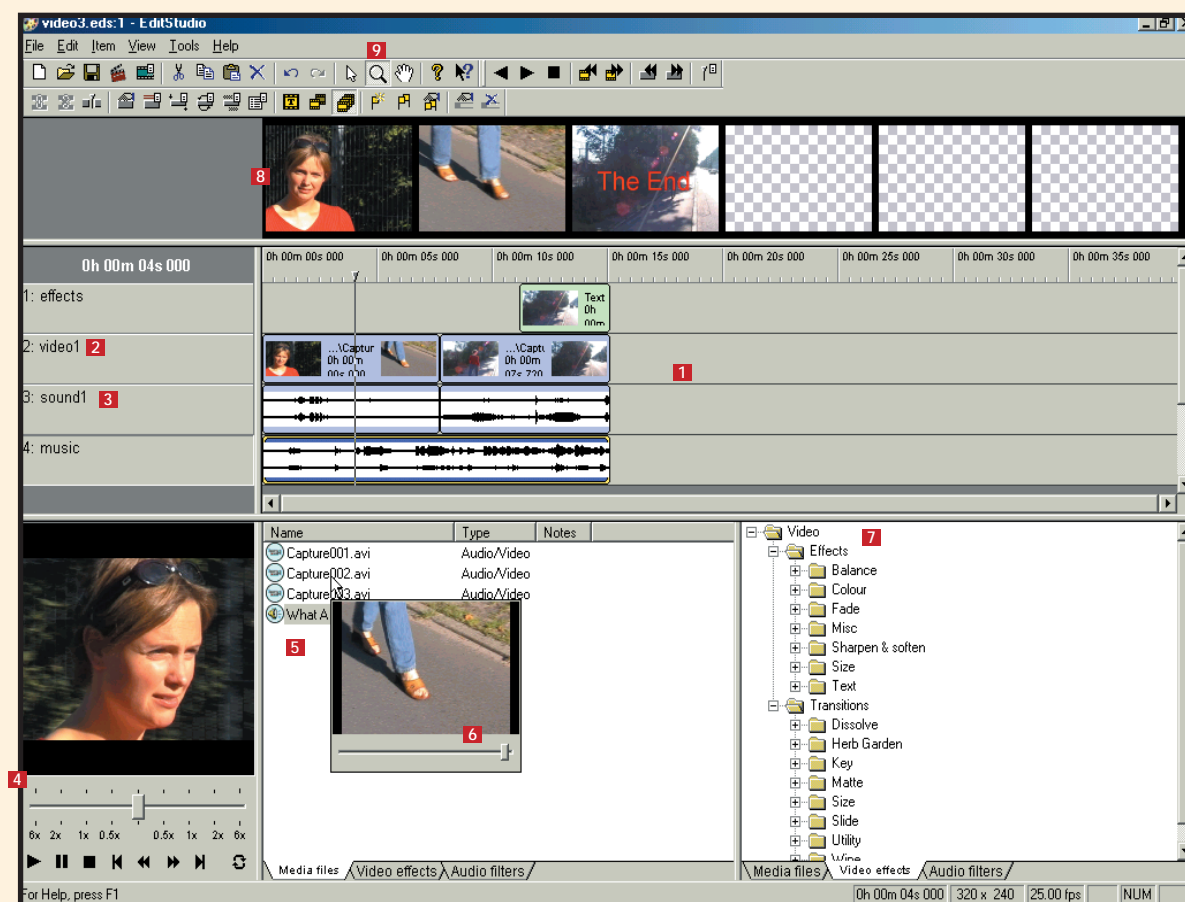 video3.eds:1 - EditStudio
File Edit Item View Tools Help
9
8
The End
0h 00m 04s 000
0h 00m 00s 000 0h 00m 05s 000 0h 00m 10s 000 0h 00m 15s 000 0h 00m 20s 000 0h 00m 25s 000 0h 00m 30s 000 0h 00m 35s 000
1: effects
Text
0h
00m
2: video1 2
...\Captur
0h 00m
00s 000
...\Captu
0h 00m
07s 720
1
3: sound1 3
4: music
Name Type Notes
Capture001.avi Audio/Video
Capture002.avi Audio/Video
Capture003.avi Audio/Video
What A
5
6
Video
7
Effects
Balance
Colour
Fade
Misc
Sharpen & soften
Size
Text
Transitions
Dissolve
Herb Garden
Key
Matte
Size
Slide
Utility
Wipe
4
6x 2x 1x 0.5x 0.5x 1x 2x 6x
Media files Video effects Audio filters
Media files Video effects Audio filters
For Help, press F1
0h 00m 04s 000 320 x 240 25.00 fps NUM